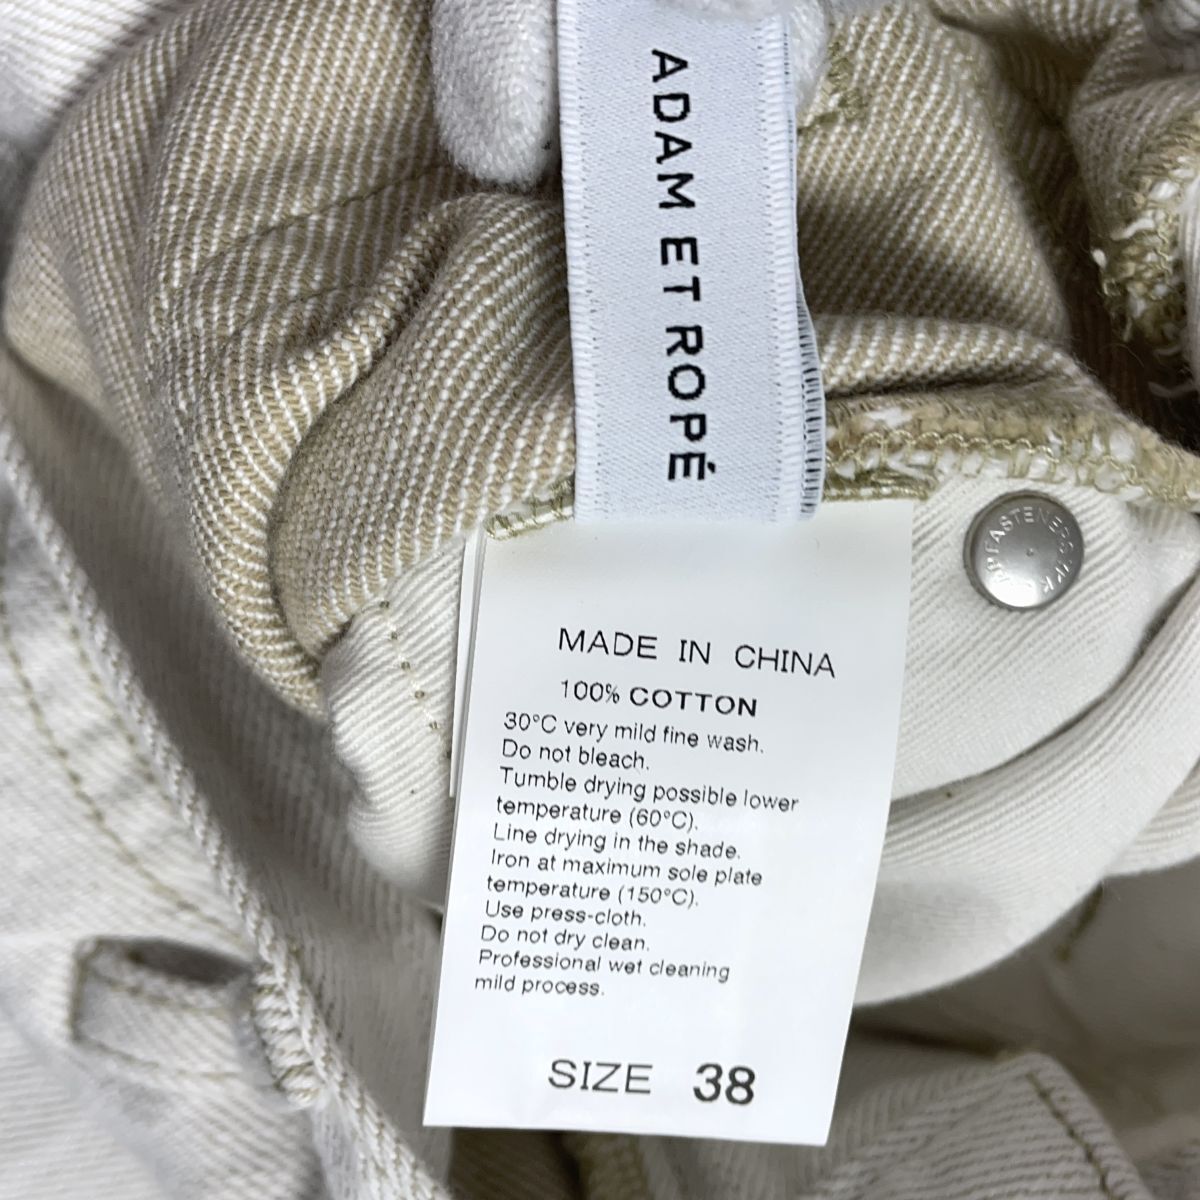 ADAM ET ROPÉ
MADE IN CHINA
100% COTTON
30°C very mild fine wash.
Do not bleach.
Tumble drying possible lower
temperature (60°C).
Line drying in the shade.
Iron at maximum sole plate
temperature (150°C).
Use press-cloth.
Do not dry clean.
Professional wet cleaning
mild process.
SIZE 38
YKK